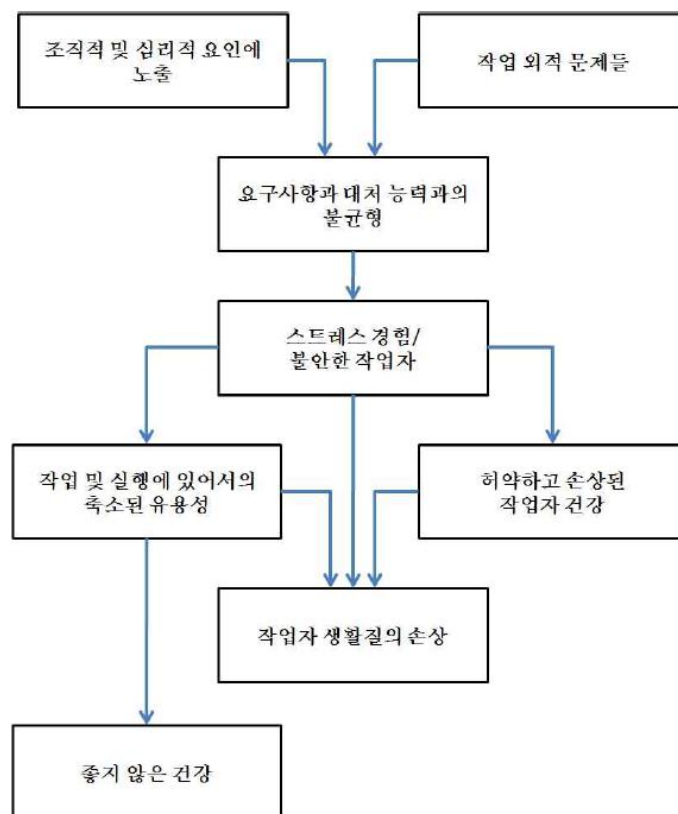 조직적 및 심리적 요인에
노출
작업 외적 문제들
요구사항과 대처 능력과의
불균형
스트레스 경험/
불안한 작업자
작업 및 실행에 있어서의
축소된 유용성
허약하고 손상된
작업자 건강
작업자 생활질의 손상
좋지 않은 건강